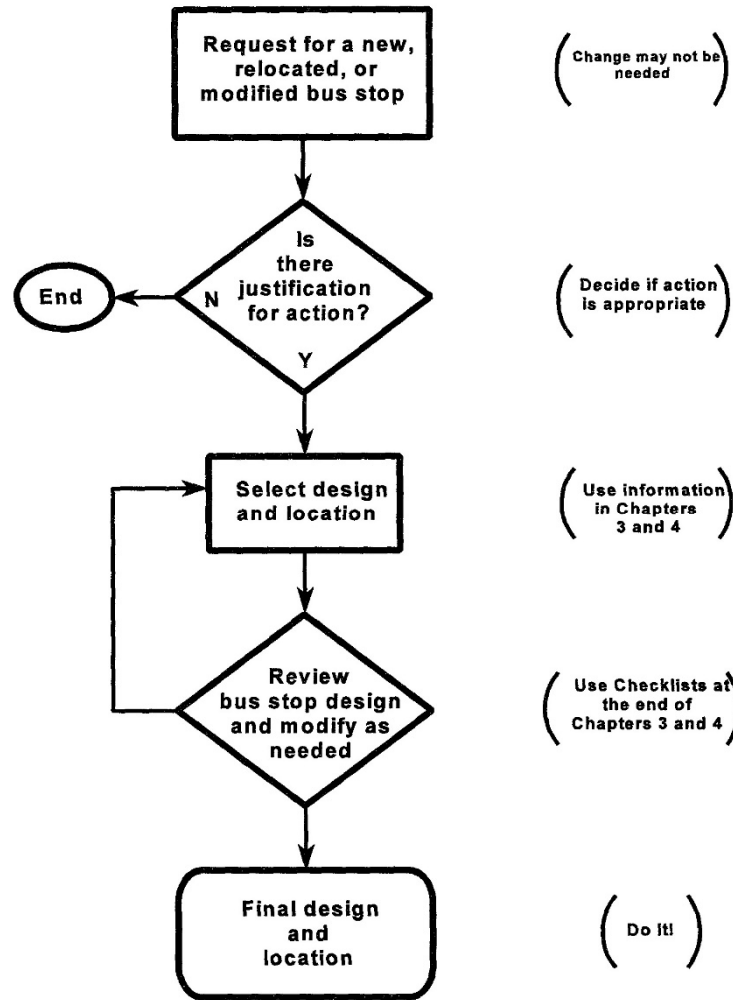 Request for a new,
relocated, or
modified bus stop
Change may not be
needed
Is
there
justification
for action?
N
Y
End
Decide if action
is appropriate
Select design
and location
Use information
in Chapters
3 and 4
Review
bus stop design
and modify as
needed
Use Checklists at
the end of
Chapters 3 and 4
Final design
and
location
Do It!